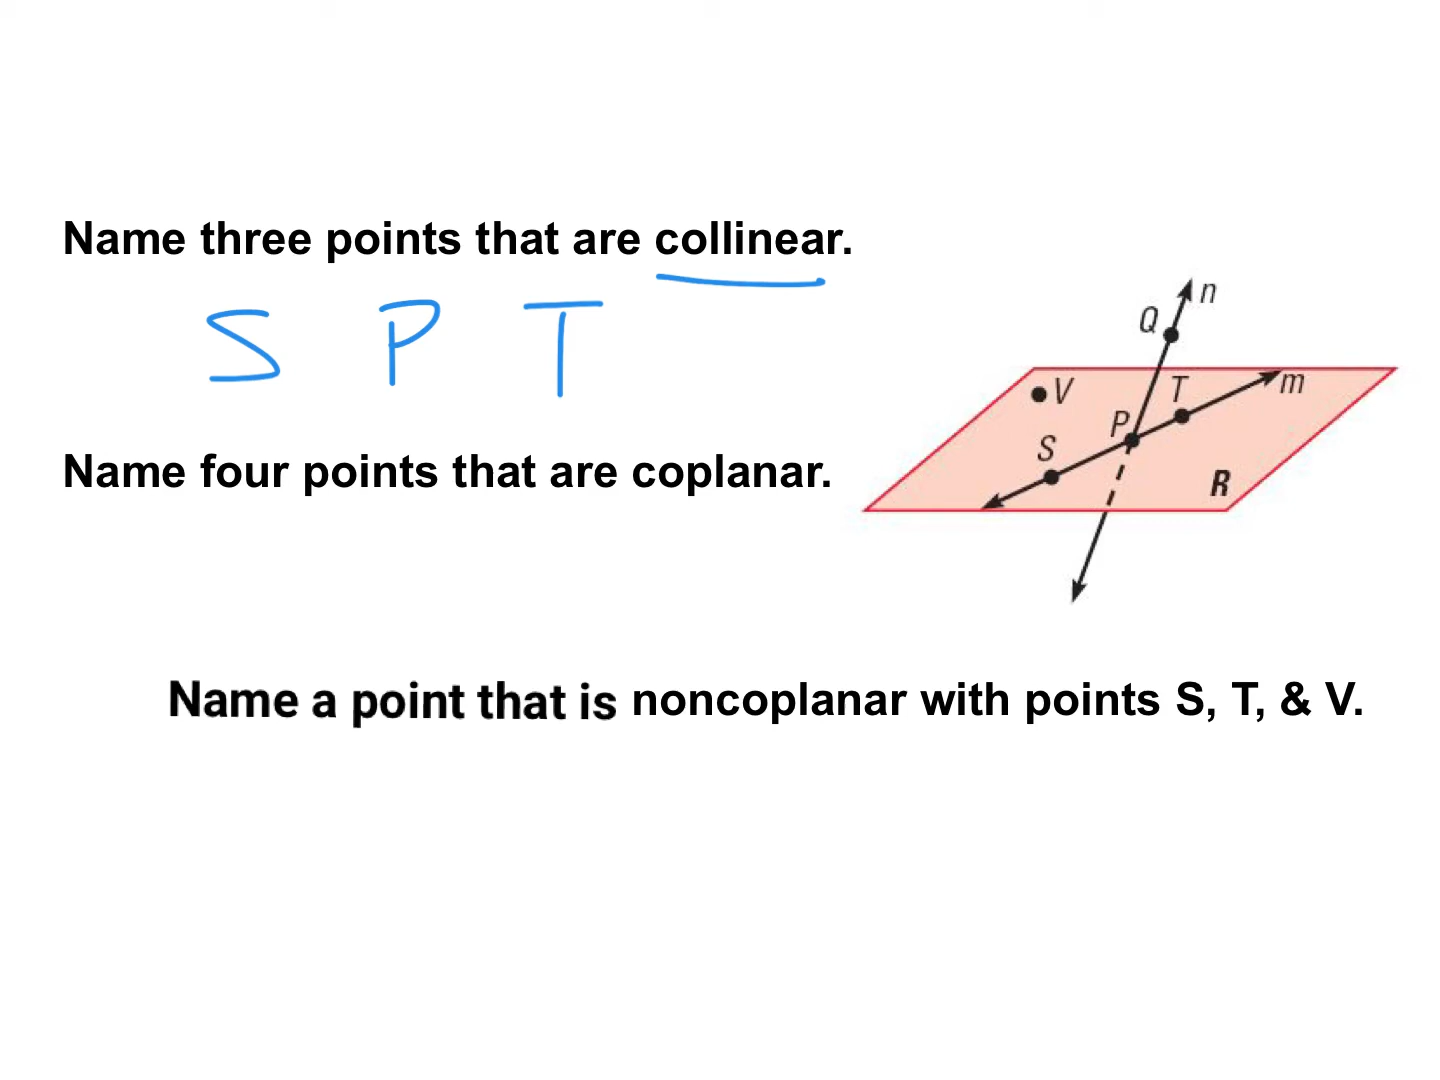 Name three points that are collinear.
S P T
Name four points that are coplanar.
n
Q
V
T
m
P
S
R
Name a point that is noncoplanar with points S, T, & V.